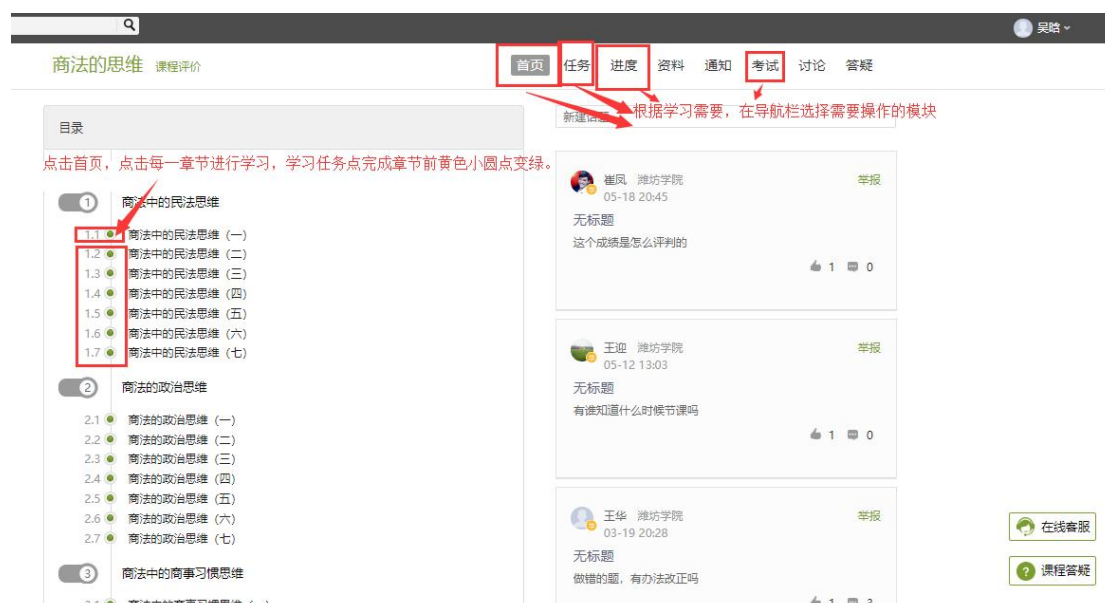 吴晗
商法的思维 课程评价
首页 任务 进度 资料 通知 考试 讨论 答疑
根据学习需要，在导航栏选择需要操作的模块
新建话题
目录
点击首页，点击每一章节进行学习，学习任务点完成章节前黄色小圆点变绿。
1 商法中的民法思维
1.1 商法中的民法思维（一）
1.2 商法中的民法思维（二）
1.3 商法中的民法思维（三）
1.4 商法中的民法思维（四）
1.5 商法中的民法思维（五）
1.6 商法中的民法思维（六）
1.7 商法中的民法思维（七）
2 商法的政治思维
2.1 商法的政治思维（一）
2.2 商法的政治思维（二）
2.3 商法的政治思维（三）
2.4 商法的政治思维（四）
2.5 商法的政治思维（五）
2.6 商法的政治思维（六）
2.7 商法的政治思维（七）
3 商法中的商事习惯思维
崔凤 潍坊学院 举报
05-18 20:45
无标题
这个成绩是怎么评判的
1 0
王迎 潍坊学院 举报
05-12 13:03
无标题
有谁知道什么时候节课吗
1 0
王华 潍坊学院 举报
03-19 20:28
无标题
做错的题，有办法改正吗
在线客服
课程答疑